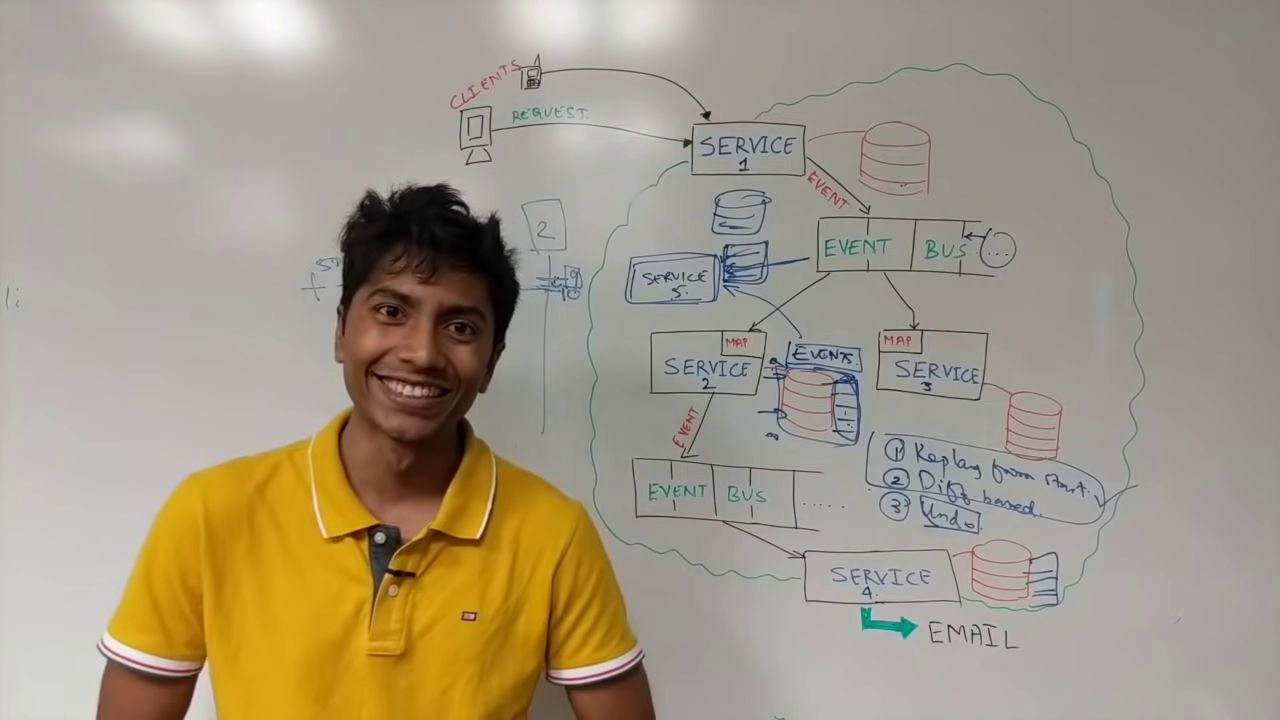 CLIENTS
REQUEST
SERVICE
1
EVENT
2
EVENT BUS
...
SERVICE
5.
MAP
SERVICE
2
EVENTS
MAP
SERVICE
3
EVENT
EVENT BUS .....
1 Replay from start.
2 Diff based.
3 Undo
SERVICE
4.
EMAIL